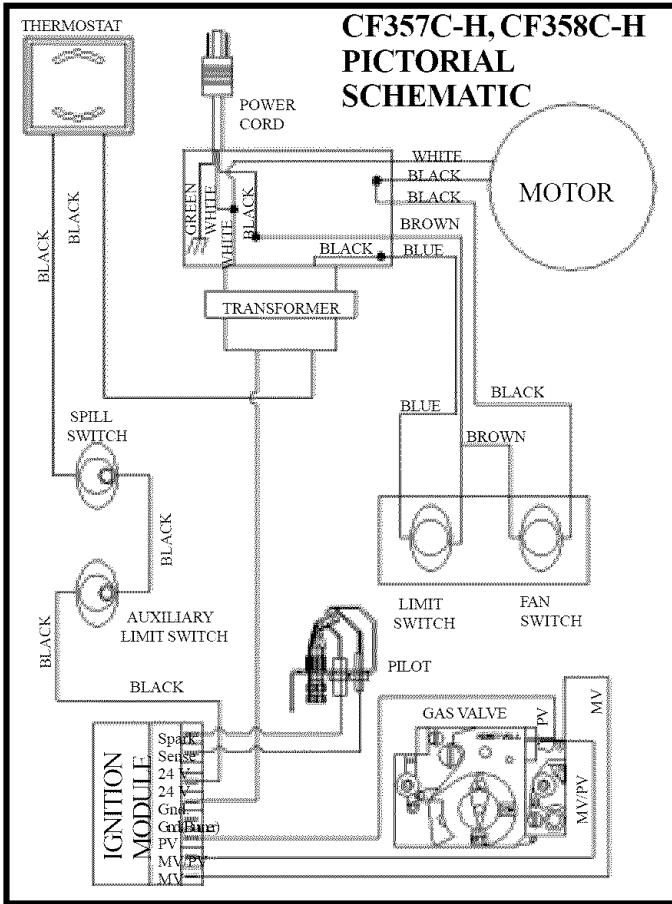 THERMOSTAT
CF357C-H, CF358C-H
PICTORIAL
SCHEMATIC
POWER
CORD
WHITE
BLACK
BLACK
MOTOR
GREEN
WHITE
BLACK
WHITE
BROWN
BLACK
BLUE
BLACK
BLACK
TRANSFORMER
SPILL
SWITCH
BLUE
BLACK
BROWN
BLACK
AUXILIARY
LIMIT SWITCH
LIMIT
SWITCH
FAN
SWITCH
BLACK
BLACK
PILOT
GAS VALVE
PV
MV
MV/PV
IGNITION
MODULE
Spark
Sense
24 V
24 V
Gnd
PV
MV/PV
MV